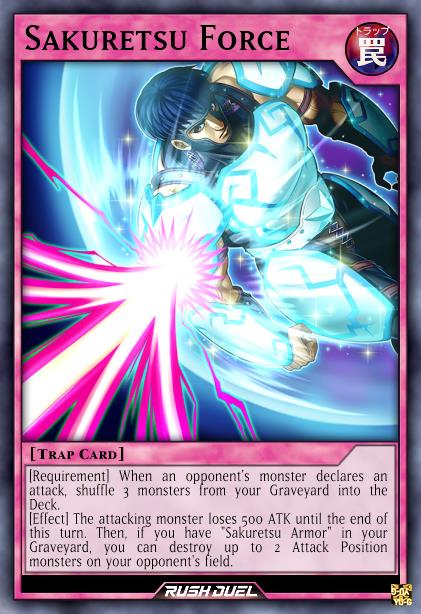 SAKURETSU FORCE
トラップ
罠
[TRAP CARD]
[Requirement] When an opponent's monster declares an
attack, shuffle 3 monsters from your Graveyard into the
Deck.
[Effect] The attacking monster loses 500 ATK until the end of
this turn. Then, if you have "Sakuretsu Armor" in your
Graveyard, you can destroy up to 2 Attack Position
monsters on your opponent's field.
RUSH DUEL